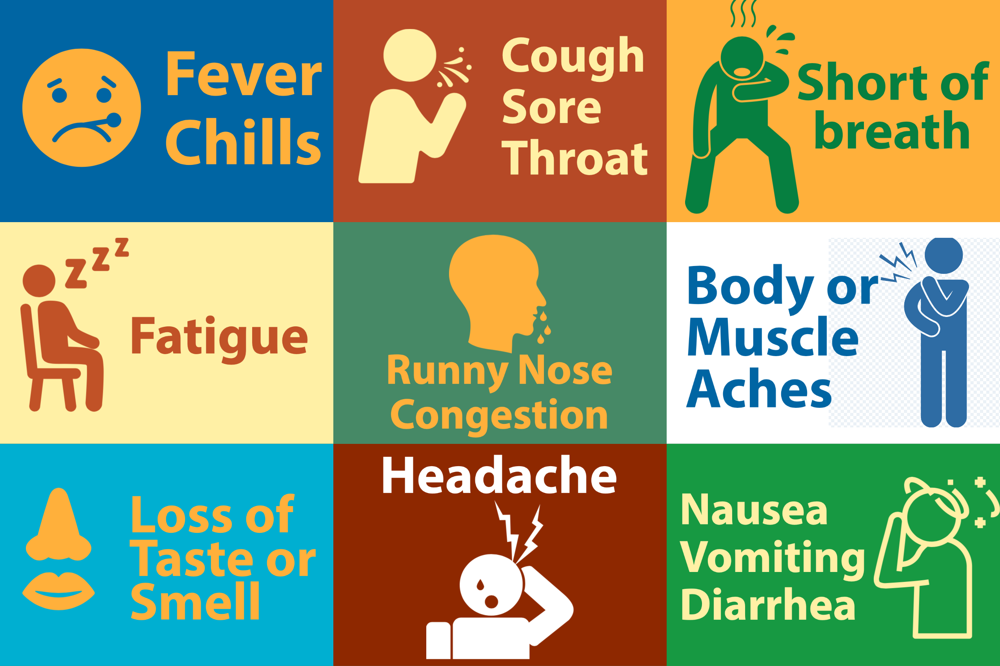 Fever
Chills
Cough
Sore
Throat
Short of
breath
z z z
Fatigue
Runny Nose
Congestion
Body or
Muscle
Aches
Loss of
Taste or
Smell
Headache
Nausea
Vomiting
Diarrhea